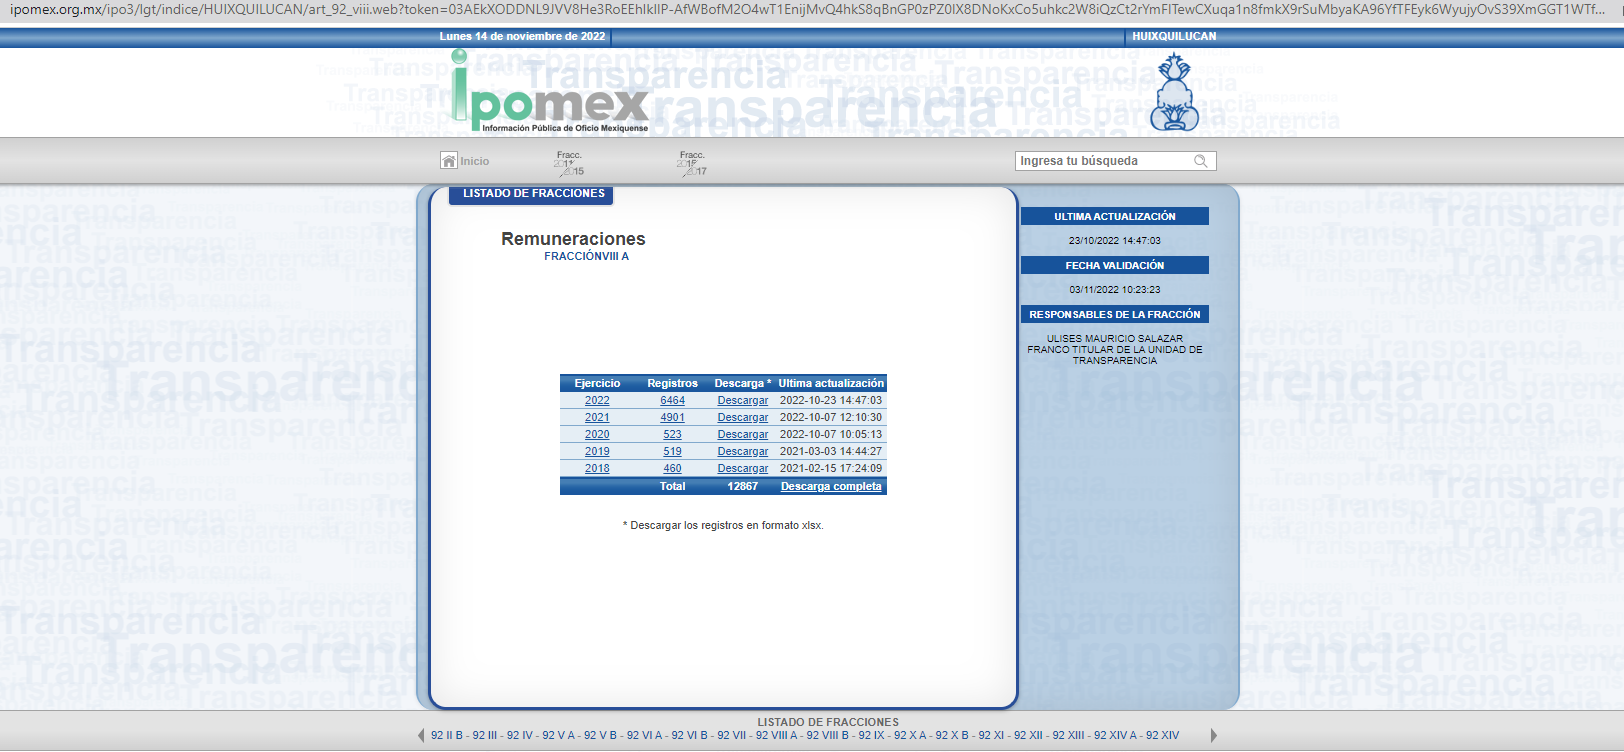 ipomex.org.mx/ipo3/lgt/indice/HUIXQUILUCAN/art_92_viii.web?token=
Lunes 14 de noviembre de 2022
HUIXQUILUCAN
ipomex
Información Pública de Oficio Mexiquense
Inicio
Fracc.
2015
Fracc.
2017
Ingresa tu búsqueda
LISTADO DE FRACCIONES
Remuneraciones
FRACCIÓNVIII A
Ejercicio Registros Descarga * Ultima actualización
2022 6464 Descargar 2022-10-23 14:47:03
2021 4901 Descargar 2022-10-07 12:10:30
2020 523 Descargar 2022-10-07 10:05:13
2019 519 Descargar 2021-03-03 14:44:27
2018 460 Descargar 2021-02-15 17:24:09
Total 12867 Descarga completa
* Descargar los registros en formato xlsx.
ULTIMA ACTUALIZACIÓN
23/10/2022 14:47:03
FECHA VALIDACIÓN
03/11/2022 10:23:23
RESPONSABLES DE LA FRACCIÓN
ULISES MAURICIO SALAZAR
FRANCO TITULAR DE LA UNIDAD DE
TRANSPARENCIA
LISTADO DE FRACCIONES
92 II B - 92 III - 92 IV - 92 V A - 92 V B - 92 VI A - 92 VI B - 92 VII - 92 VIII A - 92 VIII B - 92 IX - 92 X A - 92 X B - 92 XI - 92 XII - 92 XIII - 92 XIV A - 92 XIV